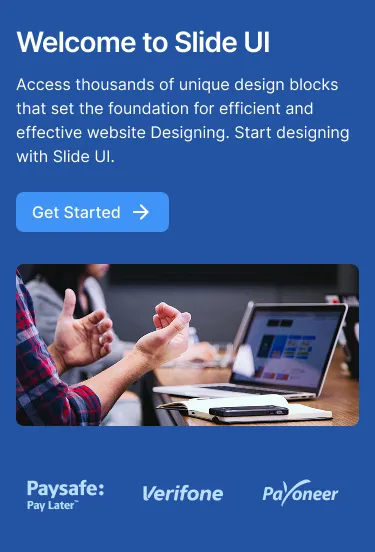 Welcome to Slide UI
Access thousands of unique design blocks
that set the foundation for efficient and
effective website Designing. Start designing
with Slide UI.
Get Started
Paysafe:
Pay Later™
Verifone
Payoneer